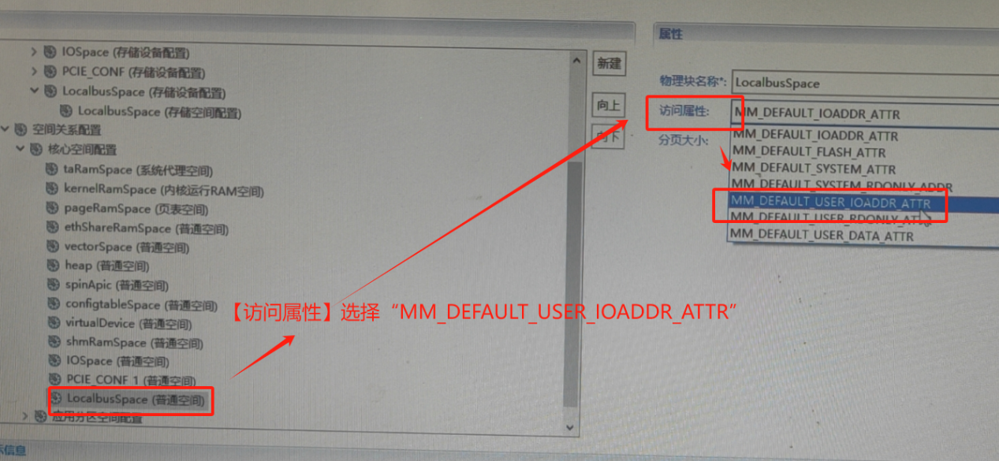 IOSpace (存储设备配置)
PCIE_CONF (存储设备配置)
LocalbusSpace (存储设备配置)
LocalbusSpace (存储空间配置)
空间关系配置
核心空间配置
taRamSpace (系统代理空间)
kernelRamSpace (内核运行RAM空间)
pageRamSpace (页表空间)
ethShareRamSpace (普通空间)
vectorSpace (普通空间)
heap (普通空间)
spinApic (普通空间)
configtableSpace (普通空间)
virtualDevice (普通空间)
shmRamSpace (普通空间)
IOSpace (普通空间)
PCIE_CONF_1 (普通空间)
LocalbusSpace (普通空间)
应用分区空间配置
示信息
新建
向上
向下
属性
物理块名称*: LocalbusSpace
访问属性: MM_DEFAULT_IOADDR_ATTR
分页大小:
MM_DEFAULT_IOADDR_ATTR
MM_DEFAULT_FLASH_ATTR
MM_DEFAULT_SYSTEM_ATTR
MM_DEFAULT_SYSTEM_RDONLY_ADDR
MM_DEFAULT_USER_IOADDR_ATTR
MM_DEFAULT_USER_RDONLY_ATTR
MM_DEFAULT_USER_DATA_ATTR
【访问属性】选择“MM_DEFAULT_USER_IOADDR_ATTR”